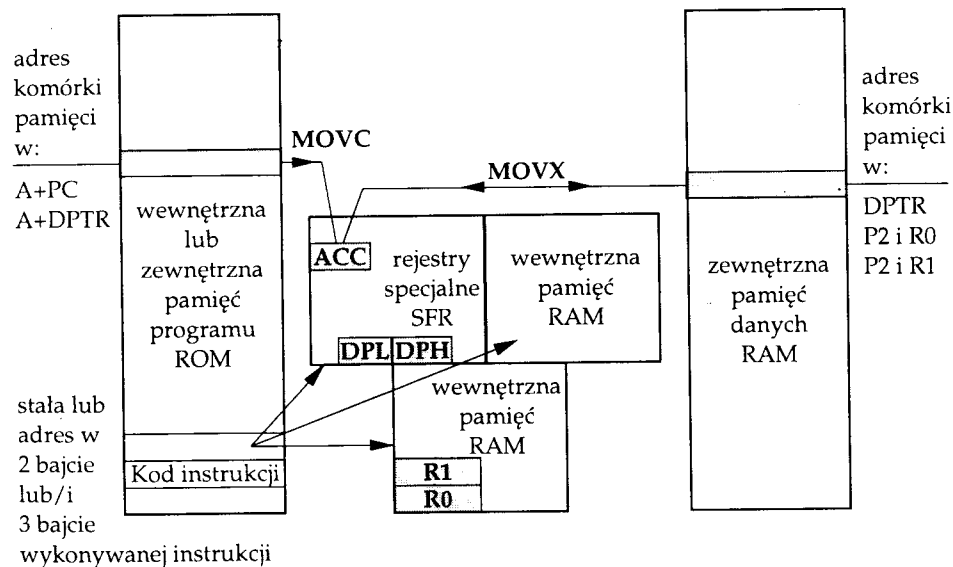 adres
komórki
pamięci
w:
A+PC
A+DPTR
MOVC
wewnętrzna
lub
zewnętrzna
pamięć
programu
ROM
stała lub
adres w
2 bajcie
lub/i
3 bajcie
wykonywanej instrukcji
Kod instrukcji
MOVX
ACC
rejestry
specjalne
SFR
DPL DPH
wewnętrzna
pamięć
RAM
wewnętrzna
pamięć
RAM
R1
R0
zewnętrzna
pamięć
danych
RAM
adres
komórki
pamięci
w:
DPTR
P2 i R0
P2 i R1